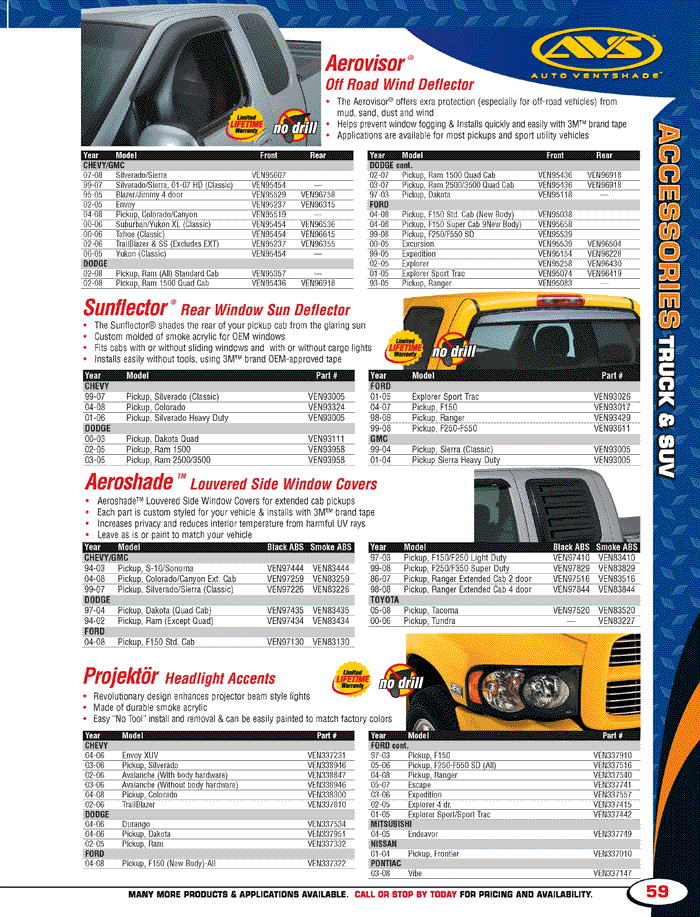 AVS
AUTO VENTSHADE™
Aerovisor®
Off Road Wind Deflector
• The Aerovisor® offers exra protection (especially for off-road vehicles) from
mud, sand, dust and wind
• Helps prevent window fogging & Installs quickly and easily with 3M™ brand tape
• Applications are available for most pickups and sport utility vehicles
Limited
LIFETIME
Warranty
no drill
Year Model Front Rear
CHEVY/GMC
07-08 Silverado/Sierra VEN95607
99-07 Silverado/Sierra, 01-07 HD (Classic) VEN95454 —
95-05 Blazer/Jimmy 4 door VEN95529 VEN96758
02-05 Envoy VEN95237 VEN96315
04-08 Pickup, Colorado/Canyon VEN95519 —
00-06 Suburban/Yukon XL (Classic) VEN95454 VEN96536
00-06 Tahoe (Classic) VEN95454 VEN96615
02-06 TrailBlazer & SS (Excludes EXT) VEN95237 VEN96355
00-05 Yukon (Classic) VEN95454 —
DODGE
02-08 Pickup, Ram (All) Standard Cab VEN95357 —
02-08 Pickup, Ram 1500 Quad Cab VEN95436 VEN96918
Year Model Front Rear
DODGE cont.
02-07 Pickup, Ram 1500 Quad Cab VEN95436 VEN96918
03-07 Pickup, Ram 2500/3500 Quad Cab VEN95436 VEN96918
97-03 Pickup, Dakota VEN95118 —
FORD
04-08 Pickup, F150 Std. Cab (New Body) VEN95038
04-08 Pickup, F150 Super Cab 9New Body) VEN95658
99-08 Pickup, F250/F550 SD VEN95539
00-05 Excursion VEN95539 VEN96504
99-05 Expedition VEN95154 VEN96228
02-05 Explorer VEN95258 VEN96430
01-05 Explorer Sport Trac VEN95074 VEN96419
93-05 Pickup, Ranger VEN95083 —
ACCESSORIES TRUCK & SUV
Sunflector® Rear Window Sun Deflector
• The Sunflector® shades the rear of your pickup cab from the glaring sun
• Custom molded of smoke acrylic for OEM windows
• Fits cabs with or without sliding windows and with or without cargo lights
• Installs easily without tools, using 3M™ brand OEM-approved tape
Limited
LIFETIME
Warranty
no drill
Year Model Part #
CHEVY
99-07 Pickup, Silverado (Classic) VEN93005
04-08 Pickup, Colorado VEN93324
01-06 Pickup, Silverado Heavy Duty VEN93005
DODGE
00-03 Pickup, Dakota Quad VEN93111
02-05 Pickup, Ram 1500 VEN93958
03-05 Pickup, Ram 2500/3500 VEN93958
Year Model Part #
FORD
01-05 Explorer Sport Trac VEN93026
04-07 Pickup, F150 VEN93017
98-08 Pickup, Ranger VEN93429
99-08 Pickup, F250-F550 VEN93611
GMC
99-04 Pickup, Sierra (Classic) VEN93005
01-04 Pickup Sierra Heavy Duty VEN93005
Aeroshade™ Louvered Side Window Covers
• Aeroshade™ Louvered Side Window Covers for extended cab pickups
• Each part is custom styled for your vehicle & installs with 3M™ brand tape
• Increases privacy and reduces interior temperature from harmful UV rays
• Leave as is or paint to match your vehicle
Year Model Black ABS Smoke ABS
CHEVY/GMC
94-03 Pickup, S-10/Sonoma VEN97444 VEN83444
04-08 Pickup, Colorado/Canyon Ext. Cab VEN97259 VEN83259
99-07 Pickup, Silverado/Sierra (Classic) VEN97226 VEN83226
DODGE
97-04 Pickup, Dakota (Quad Cab) VEN97435 VEN83435
94-02 Pickup, Ram (Except Quad) VEN97434 VEN83434
FORD
04-08 Pickup, F150 Std. Cab VEN97130 VEN83130
Year Model Black ABS Smoke ABS
97-03 Pickup, F150/F250 Light Duty VEN97410 VEN83410
99-08 Pickup, F250/F350 Super Duty VEN97829 VEN83829
86-07 Pickup, Ranger Extended Cab 2 door VEN97516 VEN83516
98-08 Pickup, Ranger Extended Cab 4 door VEN97844 VEN83844
TOYOTA
05-08 Pickup, Tacoma VEN97520 VEN83520
00-06 Pickup, Tundra — VEN83227
Projektör Headlight Accents
• Revolutionary design enhances projector beam style lights
• Made of durable smoke acrylic
• Easy “No Tool” install and removal & can be easily painted to match factory colors
Limited
LIFETIME
Warranty
no drill
Year Model Part #
CHEVY
04-06 Envoy XUV VEN337231
03-06 Pickup, Silverado VEN338946
02-06 Avalanche (With body hardware) VEN338847
03-06 Avalanche (Without body hardware) VEN338946
04-08 Pickup, Colorado VEN338300
02-06 TrailBlazer VEN337810
DODGE
04-06 Durango VEN337534
04-06 Pickup, Dakota VEN337951
02-05 Pickup, Ram VEN337332
FORD
04-08 Pickup, F150 (New Body)-All VEN337322
Year Model Part #
FORD cont.
97-03 Pickup, F150 VEN337910
05-06 Pickup, F250-F550 SD (All) VEN337516
04-08 Pickup, Ranger VEN337540
05-07 Escape VEN337741
03-06 Expedition VEN337557
02-05 Explorer 4 dr. VEN337415
01-05 Explorer Sport/Sport Trac VEN337442
MITSUBISHI
04-05 Endeavor VEN337749
NISSAN
01-04 Pickup, Frontier VEN337010
PONTIAC
03-08 Vibe VEN337147
MANY MORE PRODUCTS & APPLICATIONS AVAILABLE. CALL OR STOP BY TODAY FOR PRICING AND AVAILABILITY.
59